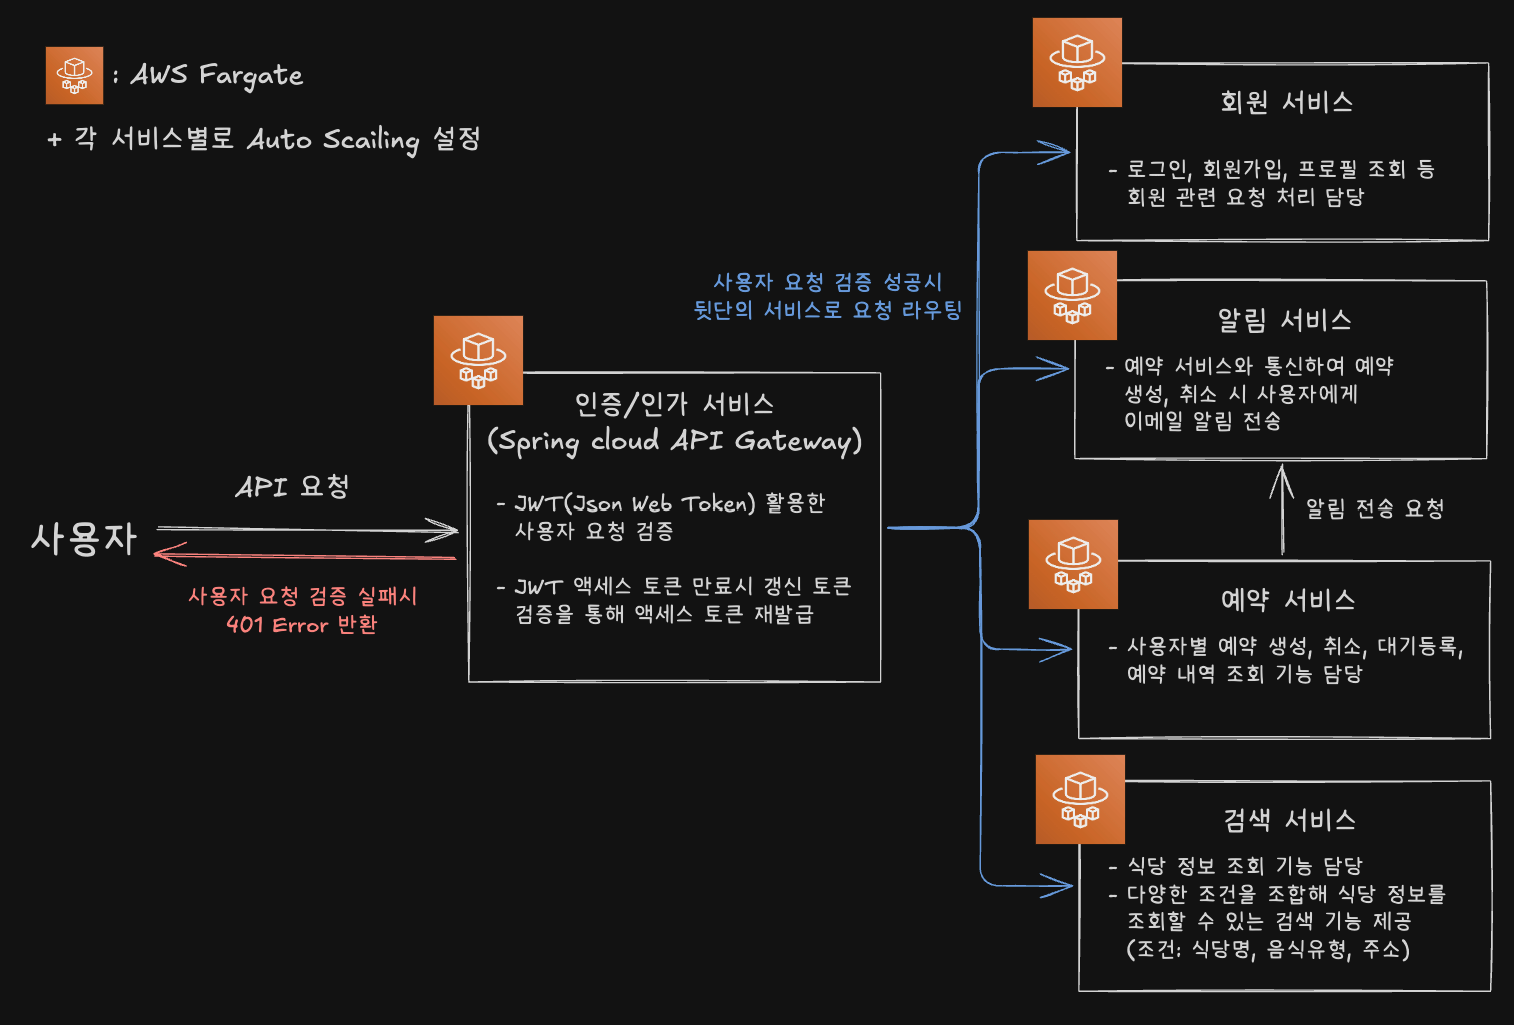 : AWS Fargate
+ 각 서비스별로 Auto Scailing 설정
사용자
API 요청
사용자 요청 검증 실패시
401 Error 반환
인증/인가 서비스
(Spring cloud API Gateway)
- JWT(Json Web Token) 활용한
사용자 요청 검증
- JWT 액세스 토큰 만료시 갱신 토큰
검증을 통해 액세스 토큰 재발급
사용자 요청 검증 성공시
뒷단의 서비스로 요청 라우팅
회원 서비스
- 로그인, 회원가입, 프로필 조회 등
회원 관련 요청 처리 담당
알림 서비스
- 예약 서비스와 통신하여 예약
생성, 취소 시 사용자에게
이메일 알림 전송
알림 전송 요청
예약 서비스
- 사용자별 예약 생성, 취소, 대기등록,
예약 내역 조회 기능 담당
검색 서비스
- 식당 정보 조회 기능 담당
- 다양한 조건을 조합해 식당 정보를
조회할 수 있는 검색 기능 제공
(조건: 식당명, 음식유형, 주소)